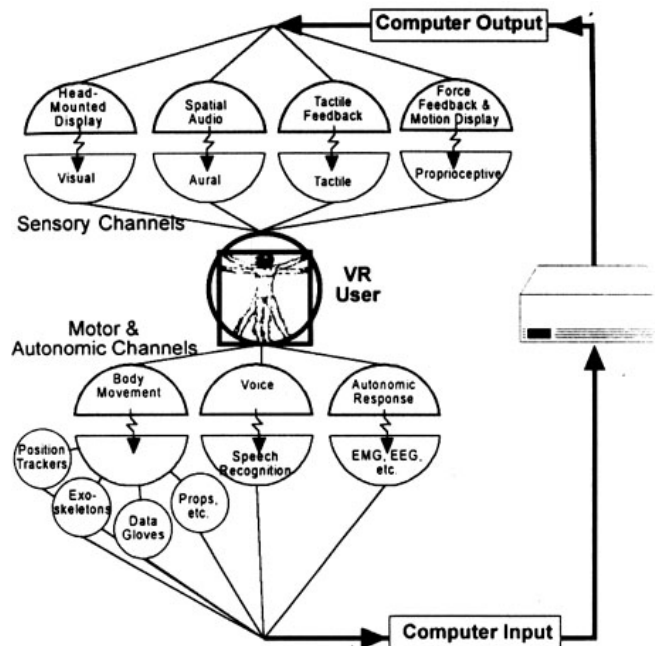 Computer Output
Head-
Mounted
Display
Spatial
Audio
Tactile
Feedback
Force
Feedback &
Motion Display
Visual
Aural
Tactile
Proprioceptive
Sensory Channels
VR
User
Motor &
Autonomic Channels
Body
Movement
Voice
Autonomic
Response
Speech
Recognition
EMG, EEG,
etc.
Position
Trackers
Exo-
skeletons
Data
Gloves
Props,
etc.
Computer Input